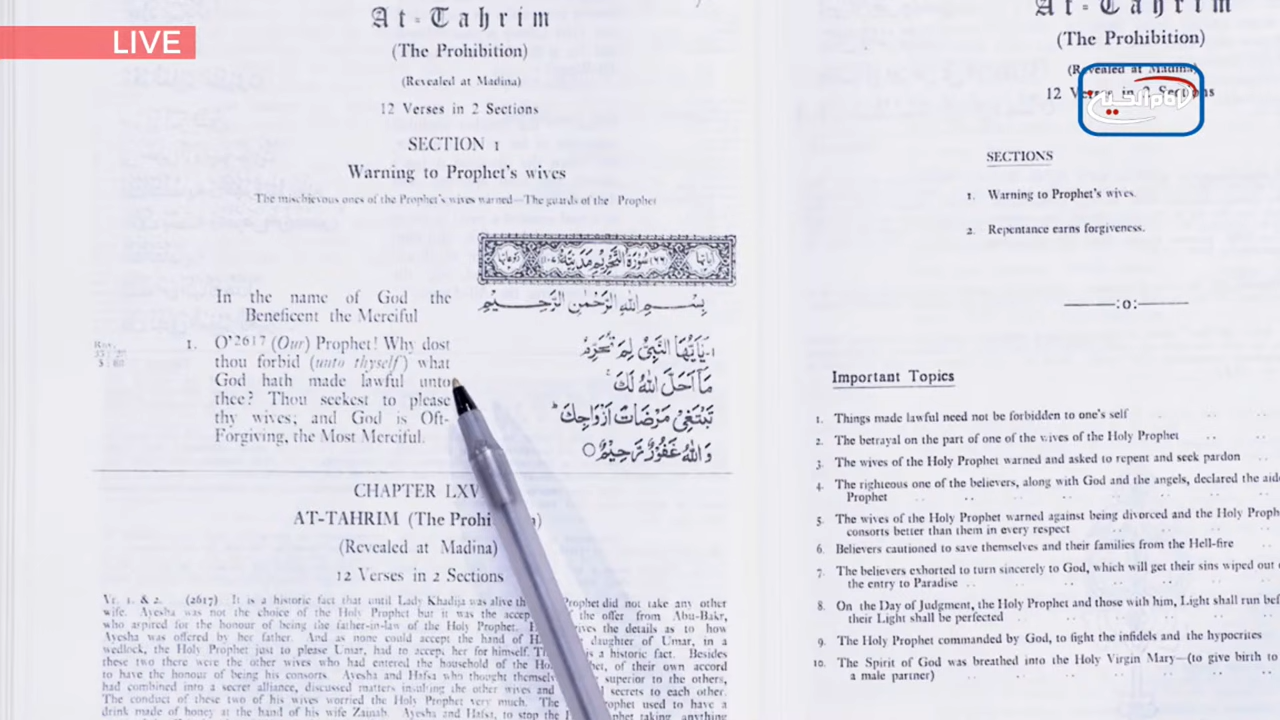 LIVE
At-Tahrim
(The Prohibition)
(Revealed at Madina)
12 Verses in 2 Sections
SECTION 1
Warning to Prophet's wives
The mischievous ones of the Prophet's wives warned—The guards of the Prophet
In the name of God the
Beneficent the Merciful
بِسْمِ اللهِ الرَّحْمٰنِ الرَّحِيْمِ
1. O'2617 (Our) Prophet! Why dost
thou forbid (unto thyself) what
God hath made lawful unto
thee? Thou seekest to please
thy wives; and God is Oft-
Forgiving, the Most Merciful.
١- يٰۤاَيُّهَا النَّبِيُّ لِمَ تُحَرِّمُ
مَاۤ اَحَلَّ اللهُ لَكَ ۚ
تَبْتَغِيْ مَرْضَاتَ اَزْوَاجِكَ ؕ
وَاللهُ غَفُوْرٌ رَّحِيْمٌ ○
CHAPTER LXV
AT-TAHRIM (The Prohi )
(Revealed at Madina)
12 Verses in 2 Sections
Vr. 1. & 2. (2617) It is a historic fact that until Lady Khadija was alive the Prophet did not take any other
wife. Ayesha was not the choice of the Holy Prophet but it was the the offer from Abu-Bakr,
who aspired for the honour of being the father-in-law of the Holy Prophet. the details as to how
Ayesha was offered by her father. And as none could accept the hand of daughter of Umar, in a
wedlock, the Holy Prophet just to please Umar, had to accept her for himself. is a historic fact. Besides
these two there were the other wives who had entered the household of the of their own accord
to have the honour of being his consorts. Ayesha and Hafsa who thought superior to the others,
had combined into a secret alliance, discussed matters insulting the other wives and secrets to each other.
The conduct of these two of his wives worried the Holy Prophet very much. The used to have a
drink made of honey at the hand of his wife Zainab. Ayesha and Hafsa, to stop the taking anything
At-Tahrim
(The Prohibition)
(Revealed at Madina)
12 Verses in 2 Sections
SECTIONS
1. Warning to Prophet's wives.
2. Repentance earns forgiveness.
:o:
Important Topics
1. Things made lawful need not be forbidden to one's self
2. The betrayal on the part of one of the wives of the Holy Prophet
3. The wives of the Holy Prophet warned and asked to repent and seek pardon
4. The righteous one of the believers, along with God and the angels, declared the aide
Prophet
5. The wives of the Holy Prophet warned against being divorced and the Holy Proph
consorts better than them in every respect
6. Believers cautioned to save themselves and their families from the Hell-fire
7. The believers exhorted to turn sincerely to God, which will get their sins wiped out
the entry to Paradise
8. On the Day of Judgment, the Holy Prophet and those with him, Light shall run bef
their Light shall be perfected
9. The Holy Prophet commanded by God, to fight the infidels and the hypocrites
10. The Spirit of God was breathed into the Holy Virgin Mary—(to give birth to
a male partner)